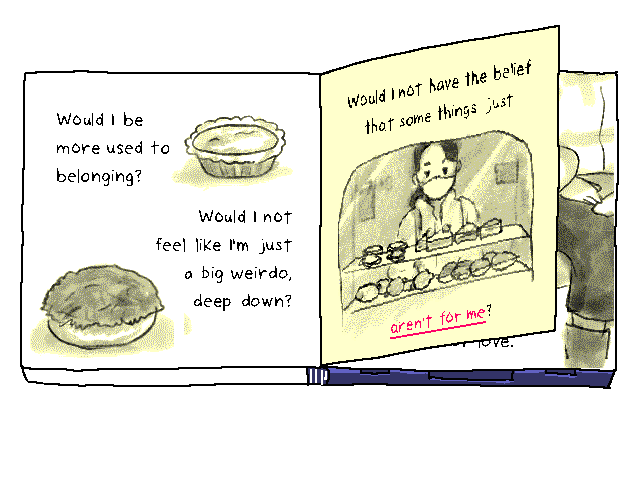 Would I be
more used to
belonging?
Would I not
feel like I'm just
a big weirdo,
deep down?
Would I not have the belief
that some things just
aren't for me?
love.